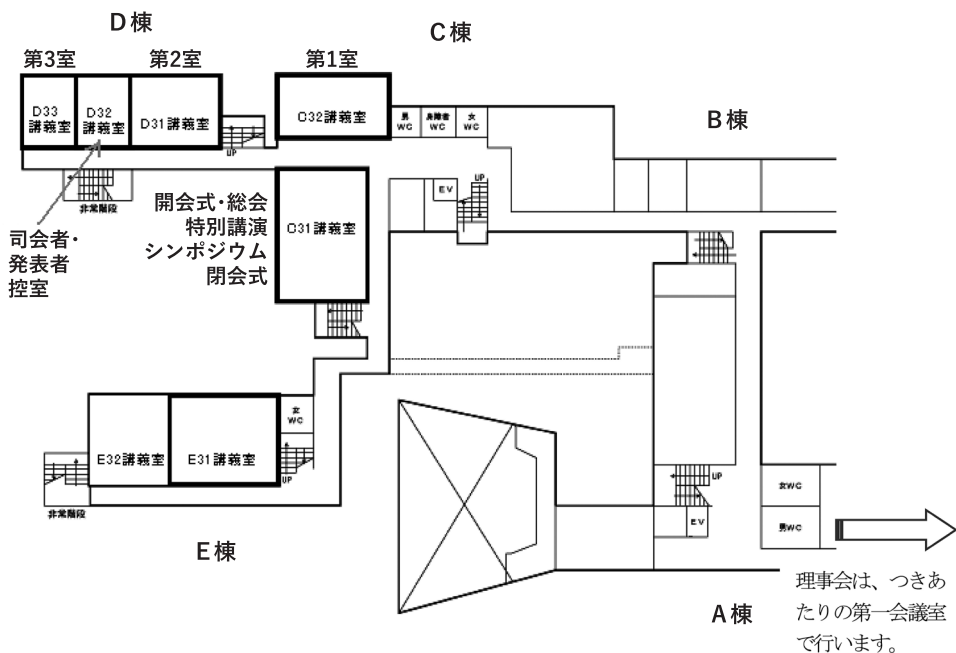 D棟
C棟
B棟
第3室
第2室
第1室
D33
講義室
D32
講義室
D31講義室
C32講義室
男
WC
身障者
WC
女
WC
UP
UP
EV
非常階段
司会者・
発表者
控室
開会式・総会
特別講演
シンポジウム
閉会式
C31講義室
女
WC
E32講義室
E31講義室
UP
非常階段
E棟
UP
EV
女WC
男WC
A棟
理事会は、つきあ
たりの第一会議室
で行います。